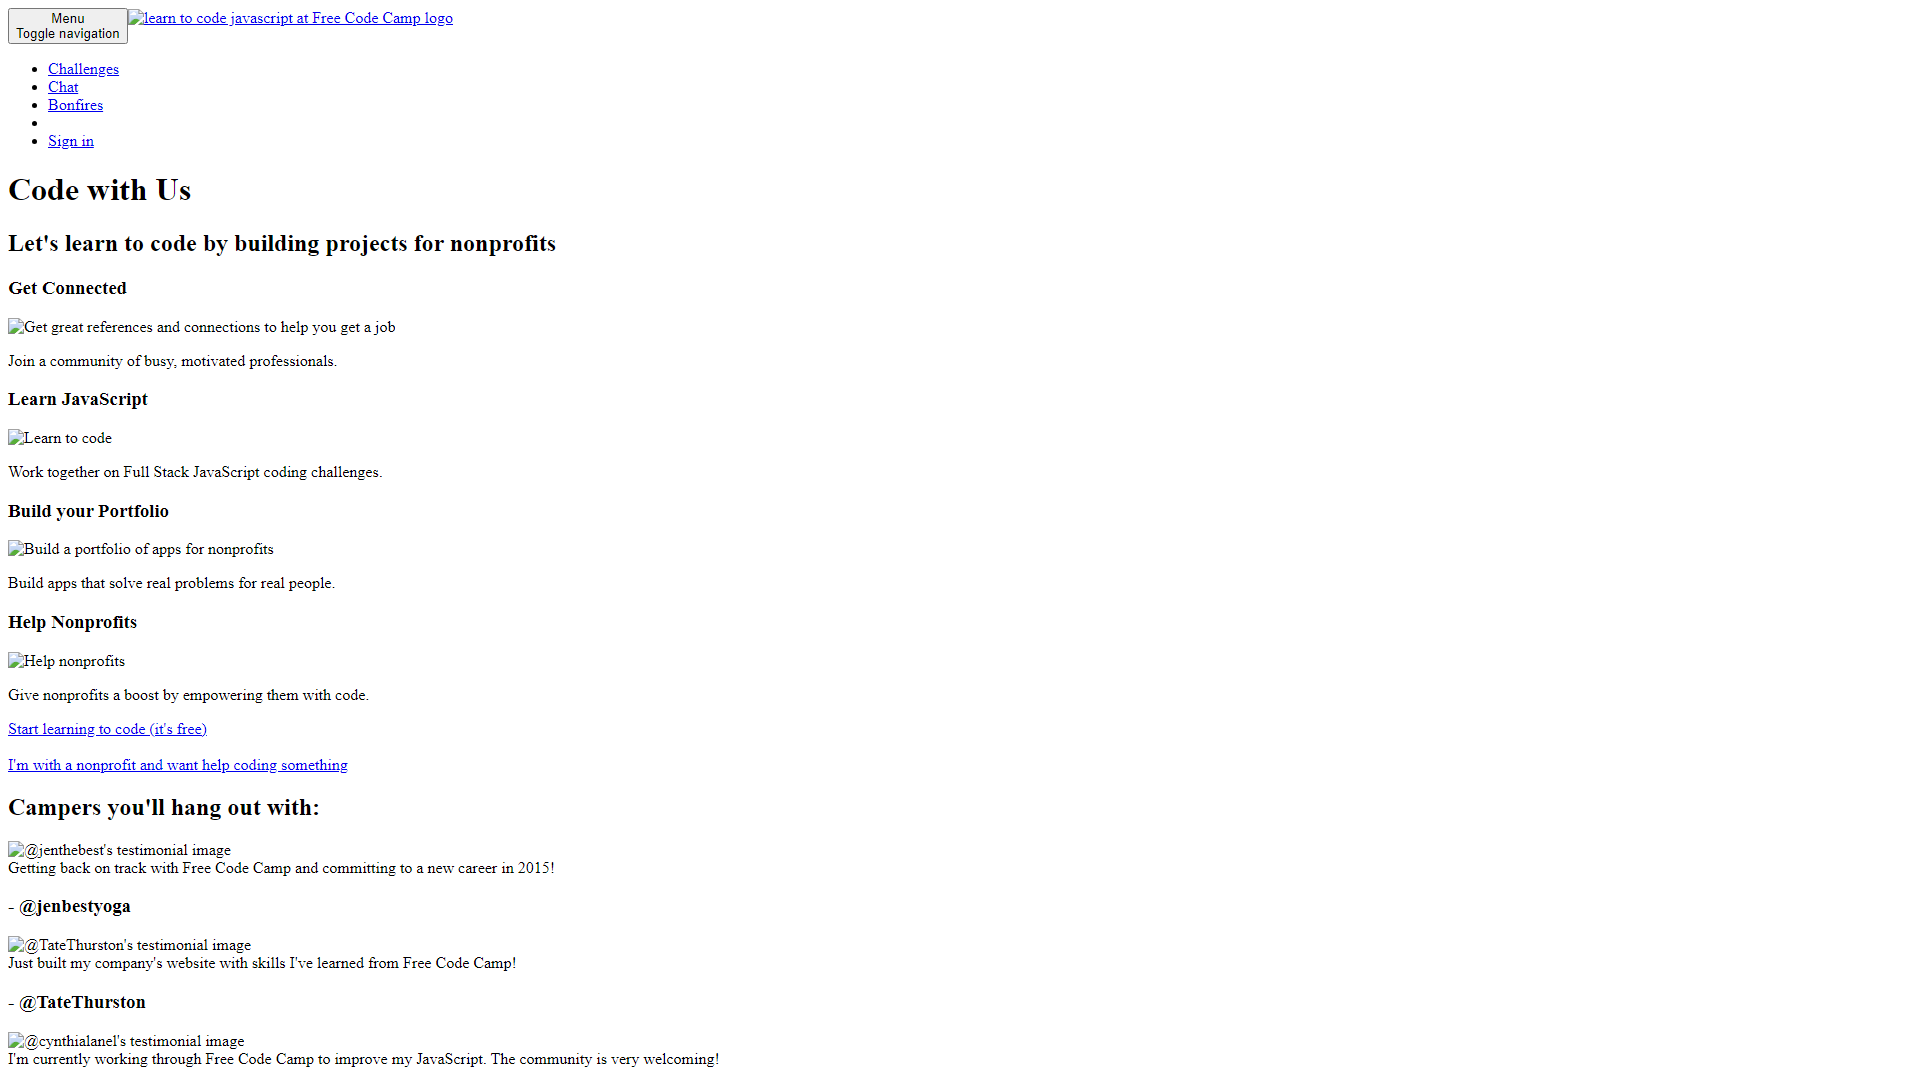 Menu
Toggle navigation
learn to code javascript at Free Code Camp logo
Challenges
Chat
Bonfires
Sign in
Code with Us
Let's learn to code by building projects for nonprofits
Get Connected
Get great references and connections to help you get a job
Join a community of busy, motivated professionals.
Learn JavaScript
Learn to code
Work together on Full Stack JavaScript coding challenges.
Build your Portfolio
Build a portfolio of apps for nonprofits
Build apps that solve real problems for real people.
Help Nonprofits
Help nonprofits
Give nonprofits a boost by empowering them with code.
Start learning to code (it's free)
I'm with a nonprofit and want help coding something
Campers you'll hang out with:
@jenthebest's testimonial image
Getting back on track with Free Code Camp and committing to a new career in 2015!
- @jenbestyoga
@TateThurston's testimonial image
Just built my company's website with skills I've learned from Free Code Camp!
- @TateThurston
@cynthialanel's testimonial image
I'm currently working through Free Code Camp to improve my JavaScript. The community is very welcoming!